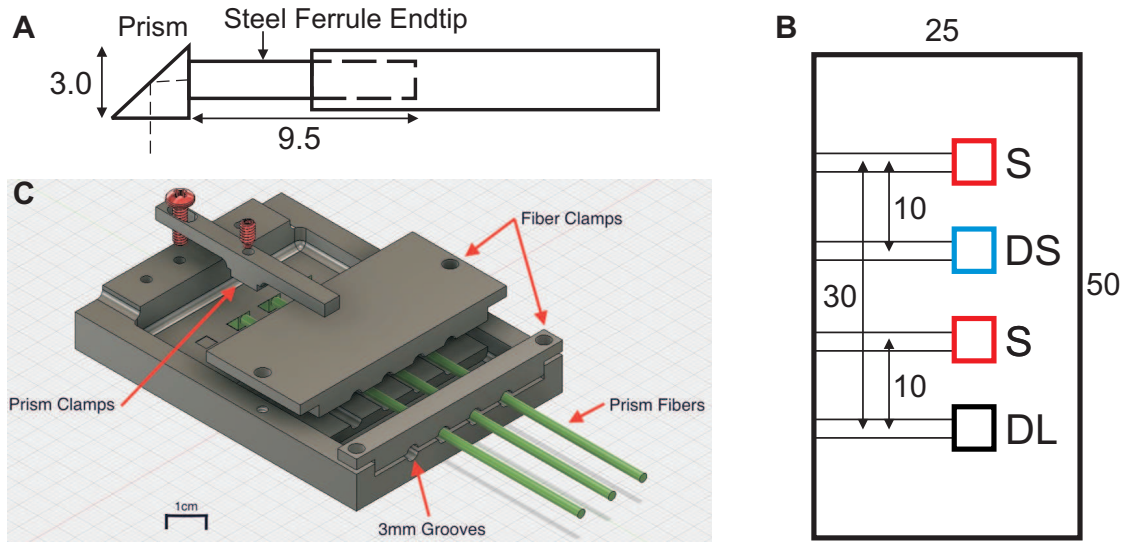 A
Prism
Steel Ferrule Endtip
3.0
9.5
B
25
S
10
DS
30
50
S
10
DL
C
Fiber Clamps
Prism Clamps
Prism Fibers
1cm
3mm Grooves